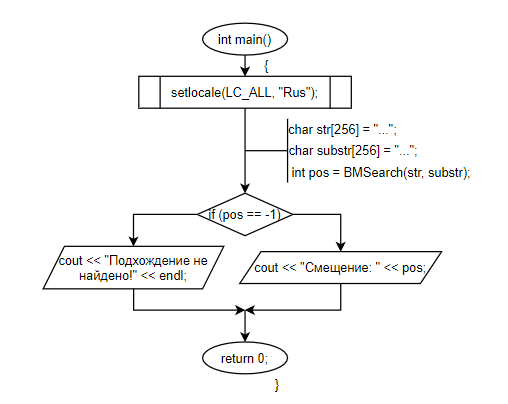 int main()
{
setlocale(LC_ALL, "Rus");
char str[256] = "...";
char substr[256] = "...";
int pos = BMSearch(str, substr);
if (pos == -1)
cout << "Подхождение не
найдено!" << endl;
cout << "Смещение: " << pos;
return 0;
}